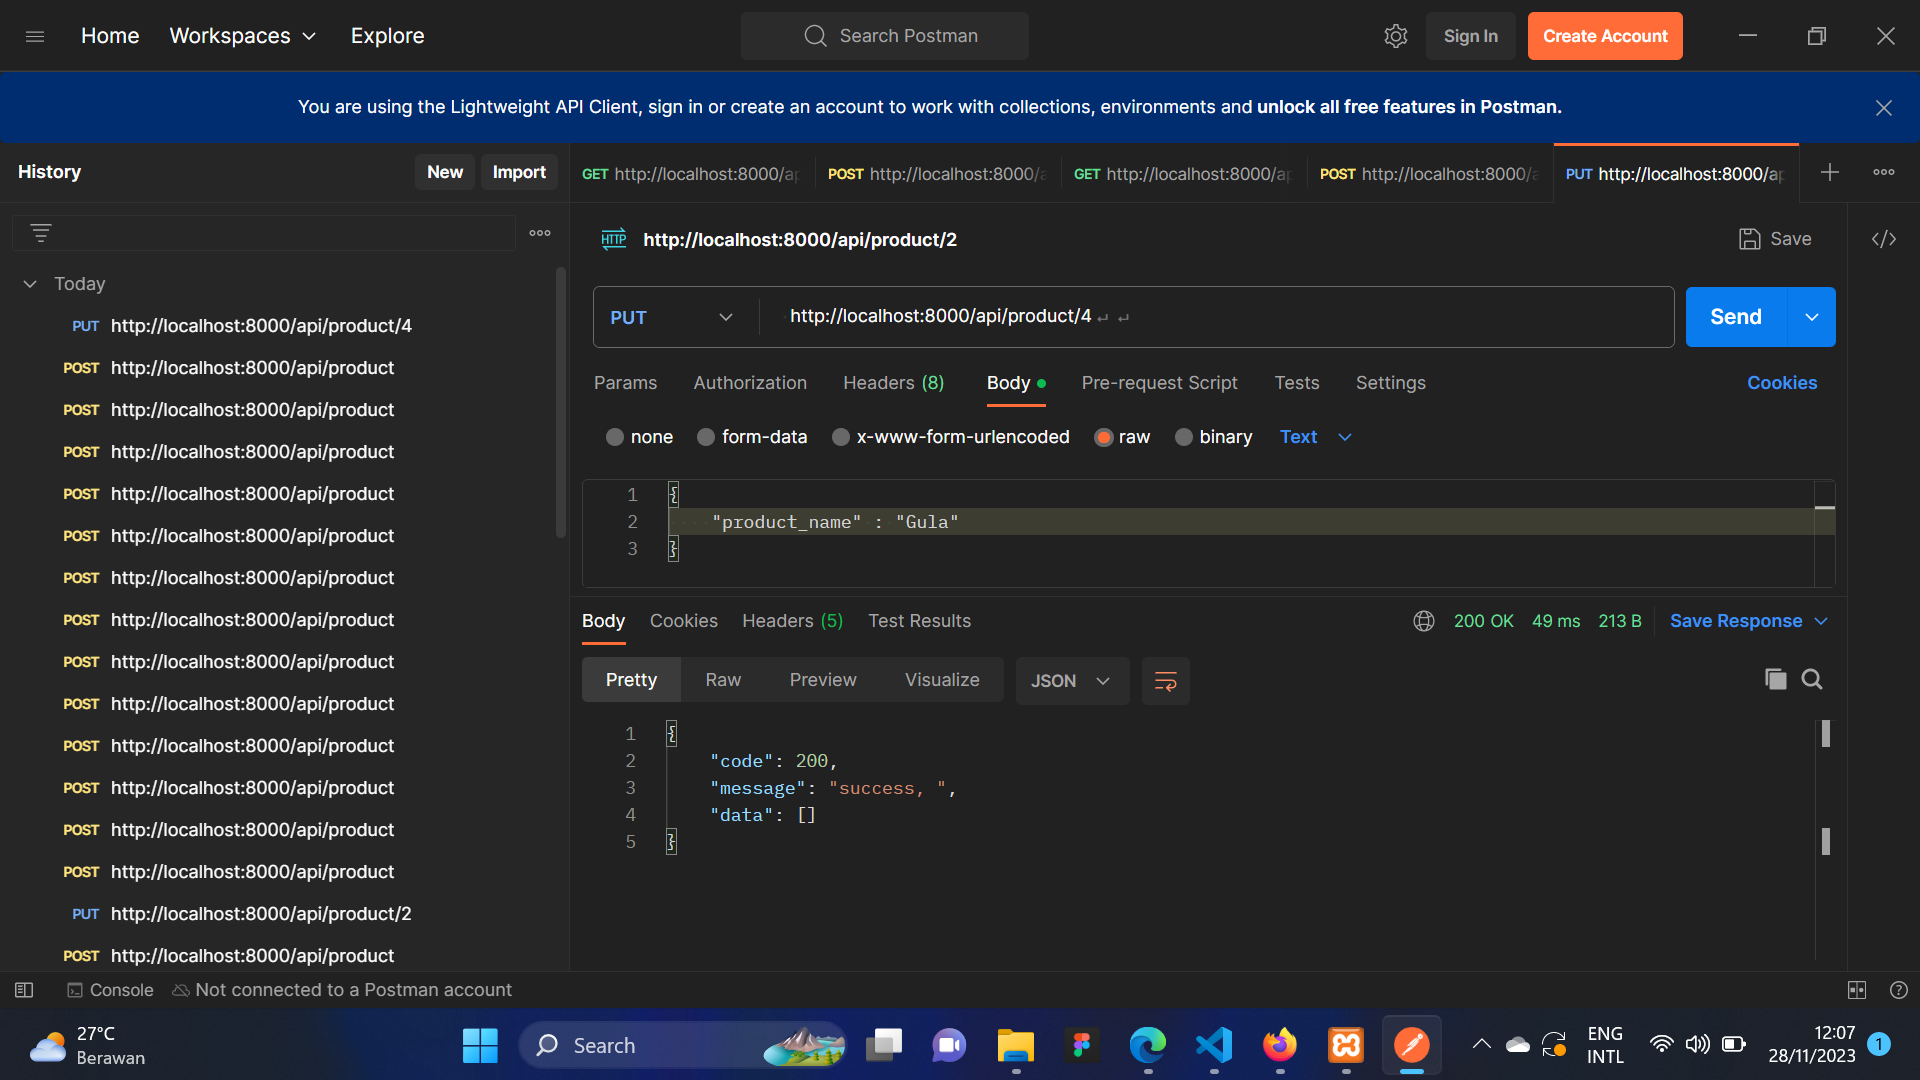 Home
Workspaces
Explore
Search Postman
Sign In
Create Account
You are using the Lightweight API Client, sign in or create an account to work with collections, environments and unlock all free features in Postman.
History
New
Import
GET http://localhost:8000/ap
POST http://localhost:8000/a
GET http://localhost:8000/ap
POST http://localhost:8000/a
PUT http://localhost:8000/ap
HTTP http://localhost:8000/api/product/2
Save
Today
PUT http://localhost:8000/api/product/4
POST http://localhost:8000/api/product
POST http://localhost:8000/api/product
POST http://localhost:8000/api/product
POST http://localhost:8000/api/product
POST http://localhost:8000/api/product
POST http://localhost:8000/api/product
POST http://localhost:8000/api/product
POST http://localhost:8000/api/product
POST http://localhost:8000/api/product
POST http://localhost:8000/api/product
POST http://localhost:8000/api/product
POST http://localhost:8000/api/product
POST http://localhost:8000/api/product
PUT http://localhost:8000/api/product/2
POST http://localhost:8000/api/product
PUT
http://localhost:8000/api/product/4
Send
Params
Authorization
Headers (8)
Body
Pre-request Script
Tests
Settings
Cookies
none
form-data
x-www-form-urlencoded
raw
binary
Text
1 {
2 "product_name" : "Gula"
3 }
Body
Cookies
Headers (5)
Test Results
200 OK
49 ms
213 B
Save Response
Pretty
Raw
Preview
Visualize
JSON
1 {
2 "code": 200,
3 "message": "success, ",
4 "data": []
5 }
Console
Not connected to a Postman account
27°C
Berawan
Search
ENG
INTL
12:07
28/11/2023
1